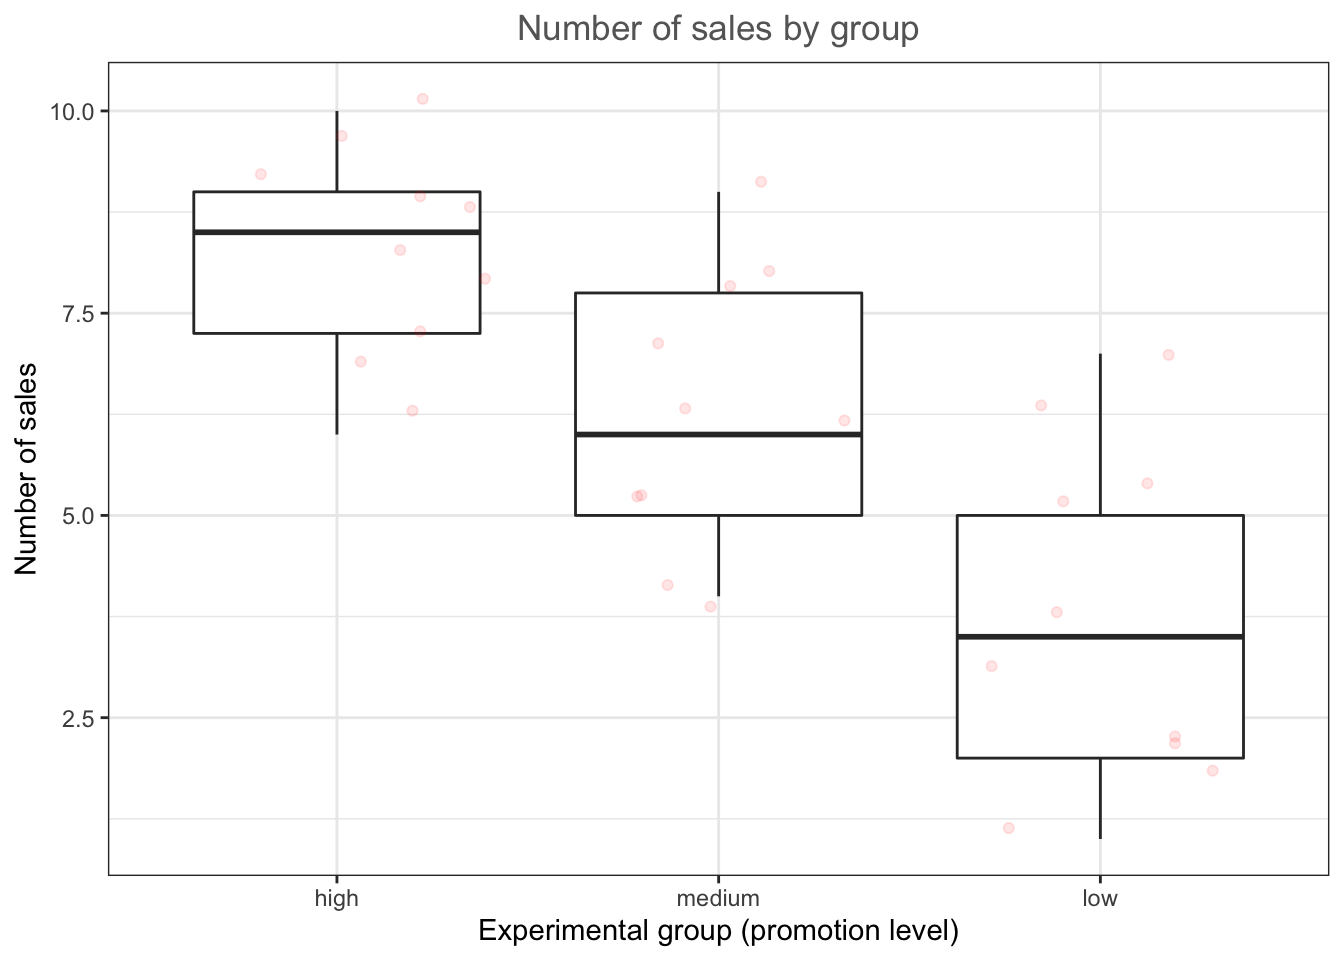 Number of sales by group
Number of sales
10.0
7.5
5.0
2.5
high
medium
low
Experimental group (promotion level)